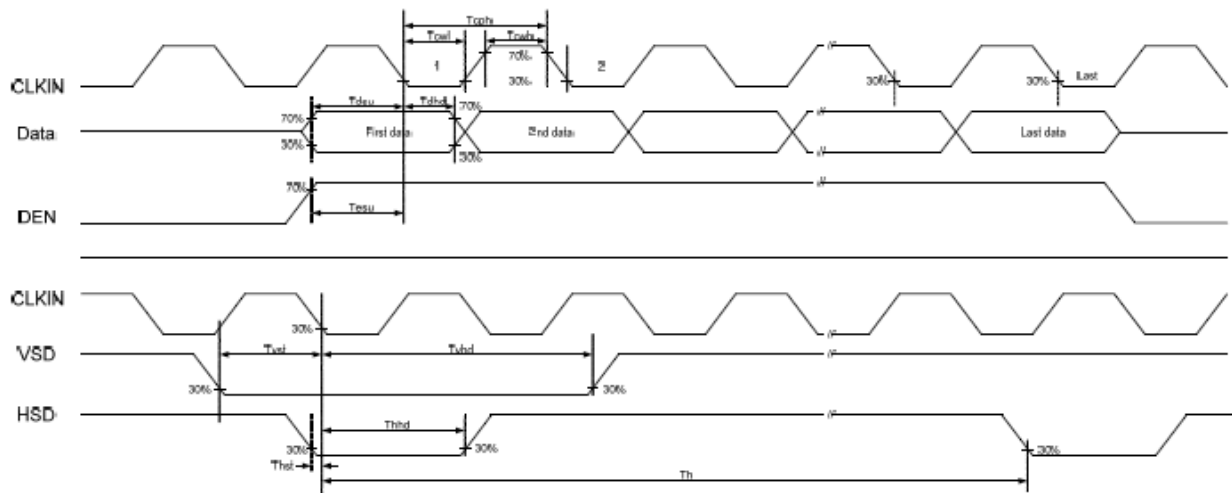 Tcph
Tcwl Tcwh
CLKIN 1 70% 30% 2 30% 30% Last
Tdsu Tdhd 70%
70%
Data First data 2nd data Last data
30% 30%
70%
DEN
Tesu
CLKIN
30%
VSD Tvst Tvhd
30% 30%
HSD
Thhd
30% 30% 30%
Thst
Th